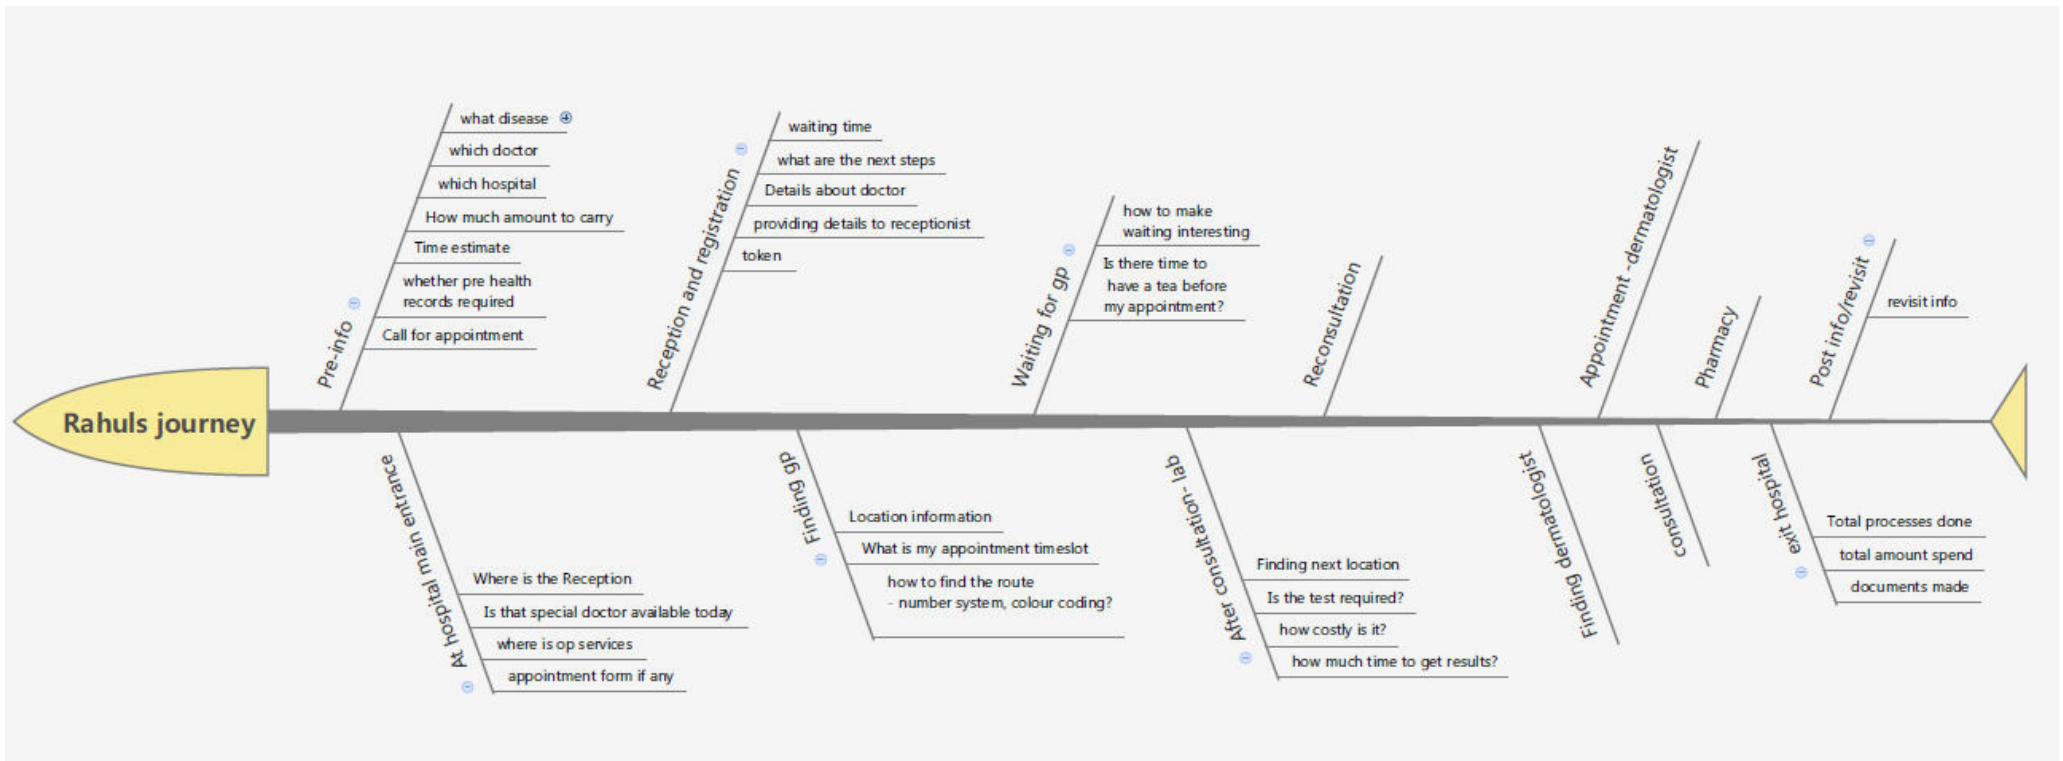 Rahuls journey
Pre-info
what disease
which doctor
which hospital
How much amount to carry
Time estimate
whether pre health
records required
Call for appointment
At hospital main entrance
Where is the Reception
Is that special doctor available today
where is op services
appointment form if any
Reception and registration
waiting time
what are the next steps
Details about doctor
providing details to receptionist
token
Finding gp
Location information
What is my appointment timeslot
how to find the route
- number system, colour coding?
Waiting for gp
how to make
waiting interesting
Is there time to
have a tea before
my appointment?
After consultation- lab
Finding next location
Is the test required?
how costly is it?
how much time to get results?
Reconsultation
Finding dermatologist
Appointment -dermatologist
consultation
Pharmacy
exit hospital
Total processes done
total amount spend
documents made
Post info/revisit
revisit info